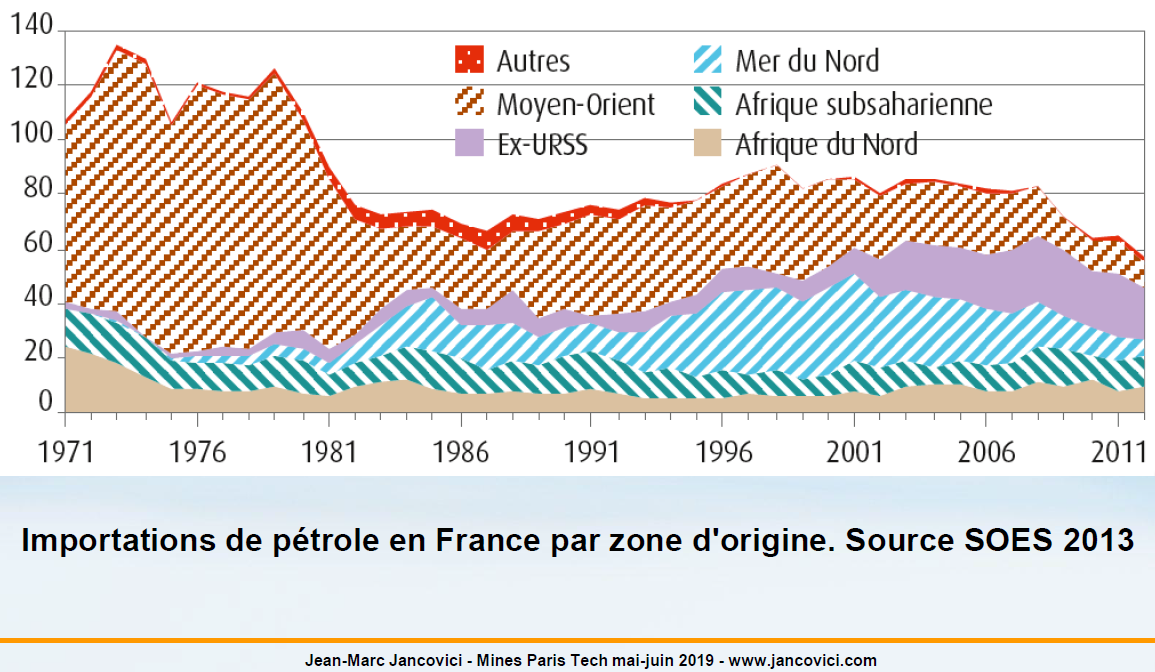 140
120
100
80
60
40
20
0
Autres
Moyen-Orient
Ex-URSS
Mer du Nord
Afrique subsaharienne
Afrique du Nord
1971 1976 1981 1986 1991 1996 2001 2006 2011
Importations de pétrole en France par zone d'origine. Source SOES 2013
Jean-Marc Jancovici - Mines Paris Tech mai-juin 2019 - www.jancovici.com